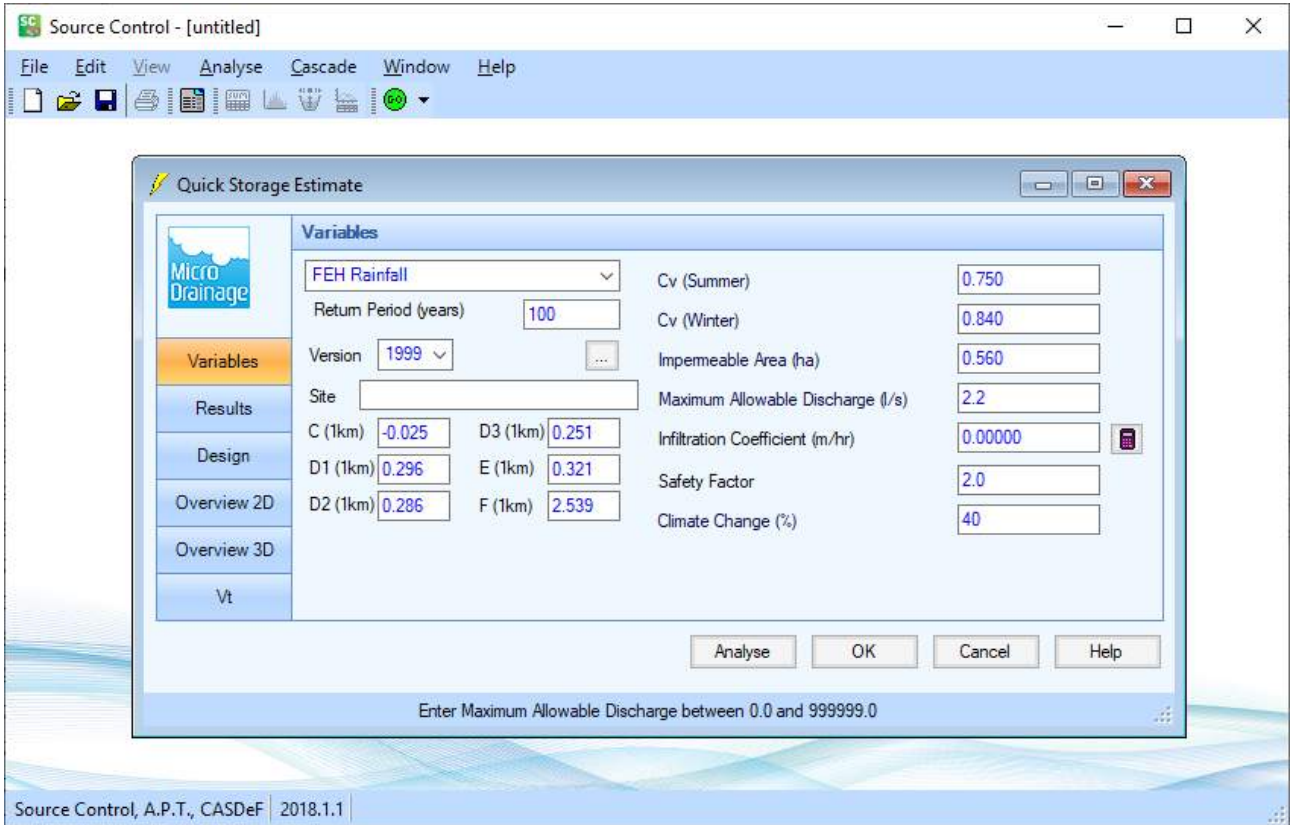 Source Control - [untitled]
File Edit View Analyse Cascade Window Help
GO
Quick Storage Estimate
Micro
Drainage
Variables
Results
Design
Overview 2D
Overview 3D
Vt
Variables
FEH Rainfall
Return Period (years) 100
Version 1999 ...
Site
C (1km) -0.025 D3 (1km) 0.251
D1 (1km) 0.296 E (1km) 0.321
D2 (1km) 0.286 F (1km) 2.539
Cv (Summer) 0.750
Cv (Winter) 0.840
Impermeable Area (ha) 0.560
Maximum Allowable Discharge (l/s) 2.2
Infiltration Coefficient (m/hr) 0.00000
Safety Factor 2.0
Climate Change (%) 40
Analyse OK Cancel Help
Enter Maximum Allowable Discharge between 0.0 and 999999.0
Source Control, A.P.T., CASDeF 2018.1.1